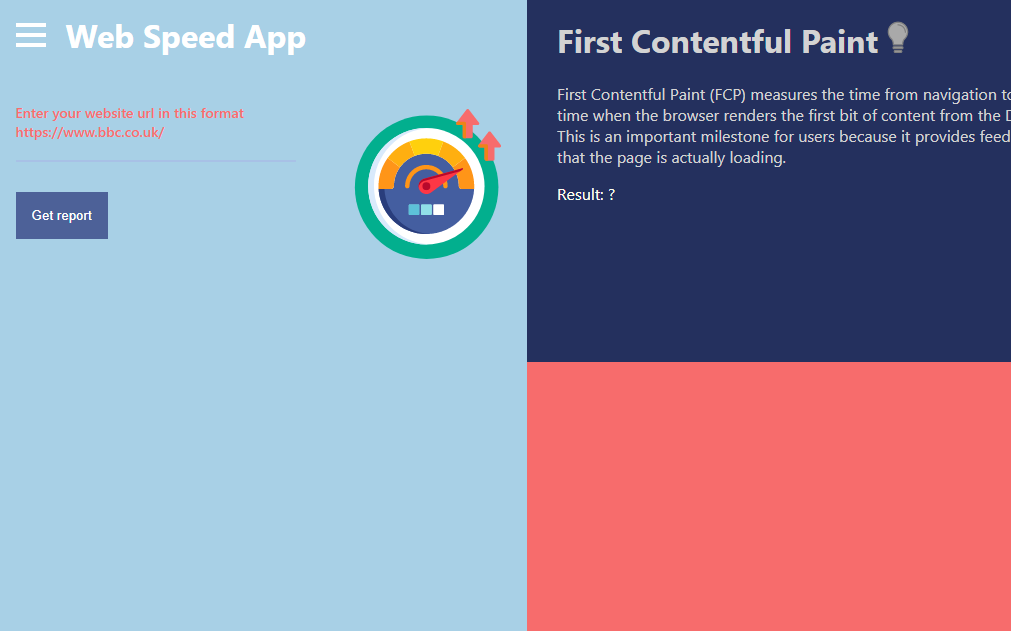 Web Speed App
Enter your website url in this format
https://www.bbc.co.uk/
Get report
First Contentful Paint
First Contentful Paint (FCP) measures the time from navigation to
time when the browser renders the first bit of content from the D
This is an important milestone for users because it provides feed
that the page is actually loading.
Result: ?